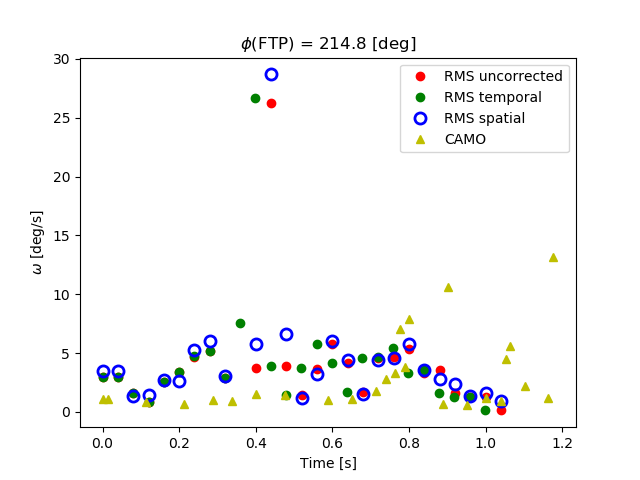 ϕ(FTP) = 214.8 [deg]
RMS uncorrected
RMS temporal
RMS spatial
CAMO
30
25
20
15
10
5
0
ω [deg/s]
0.0 0.2 0.4 0.6 0.8 1.0 1.2
Time [s]